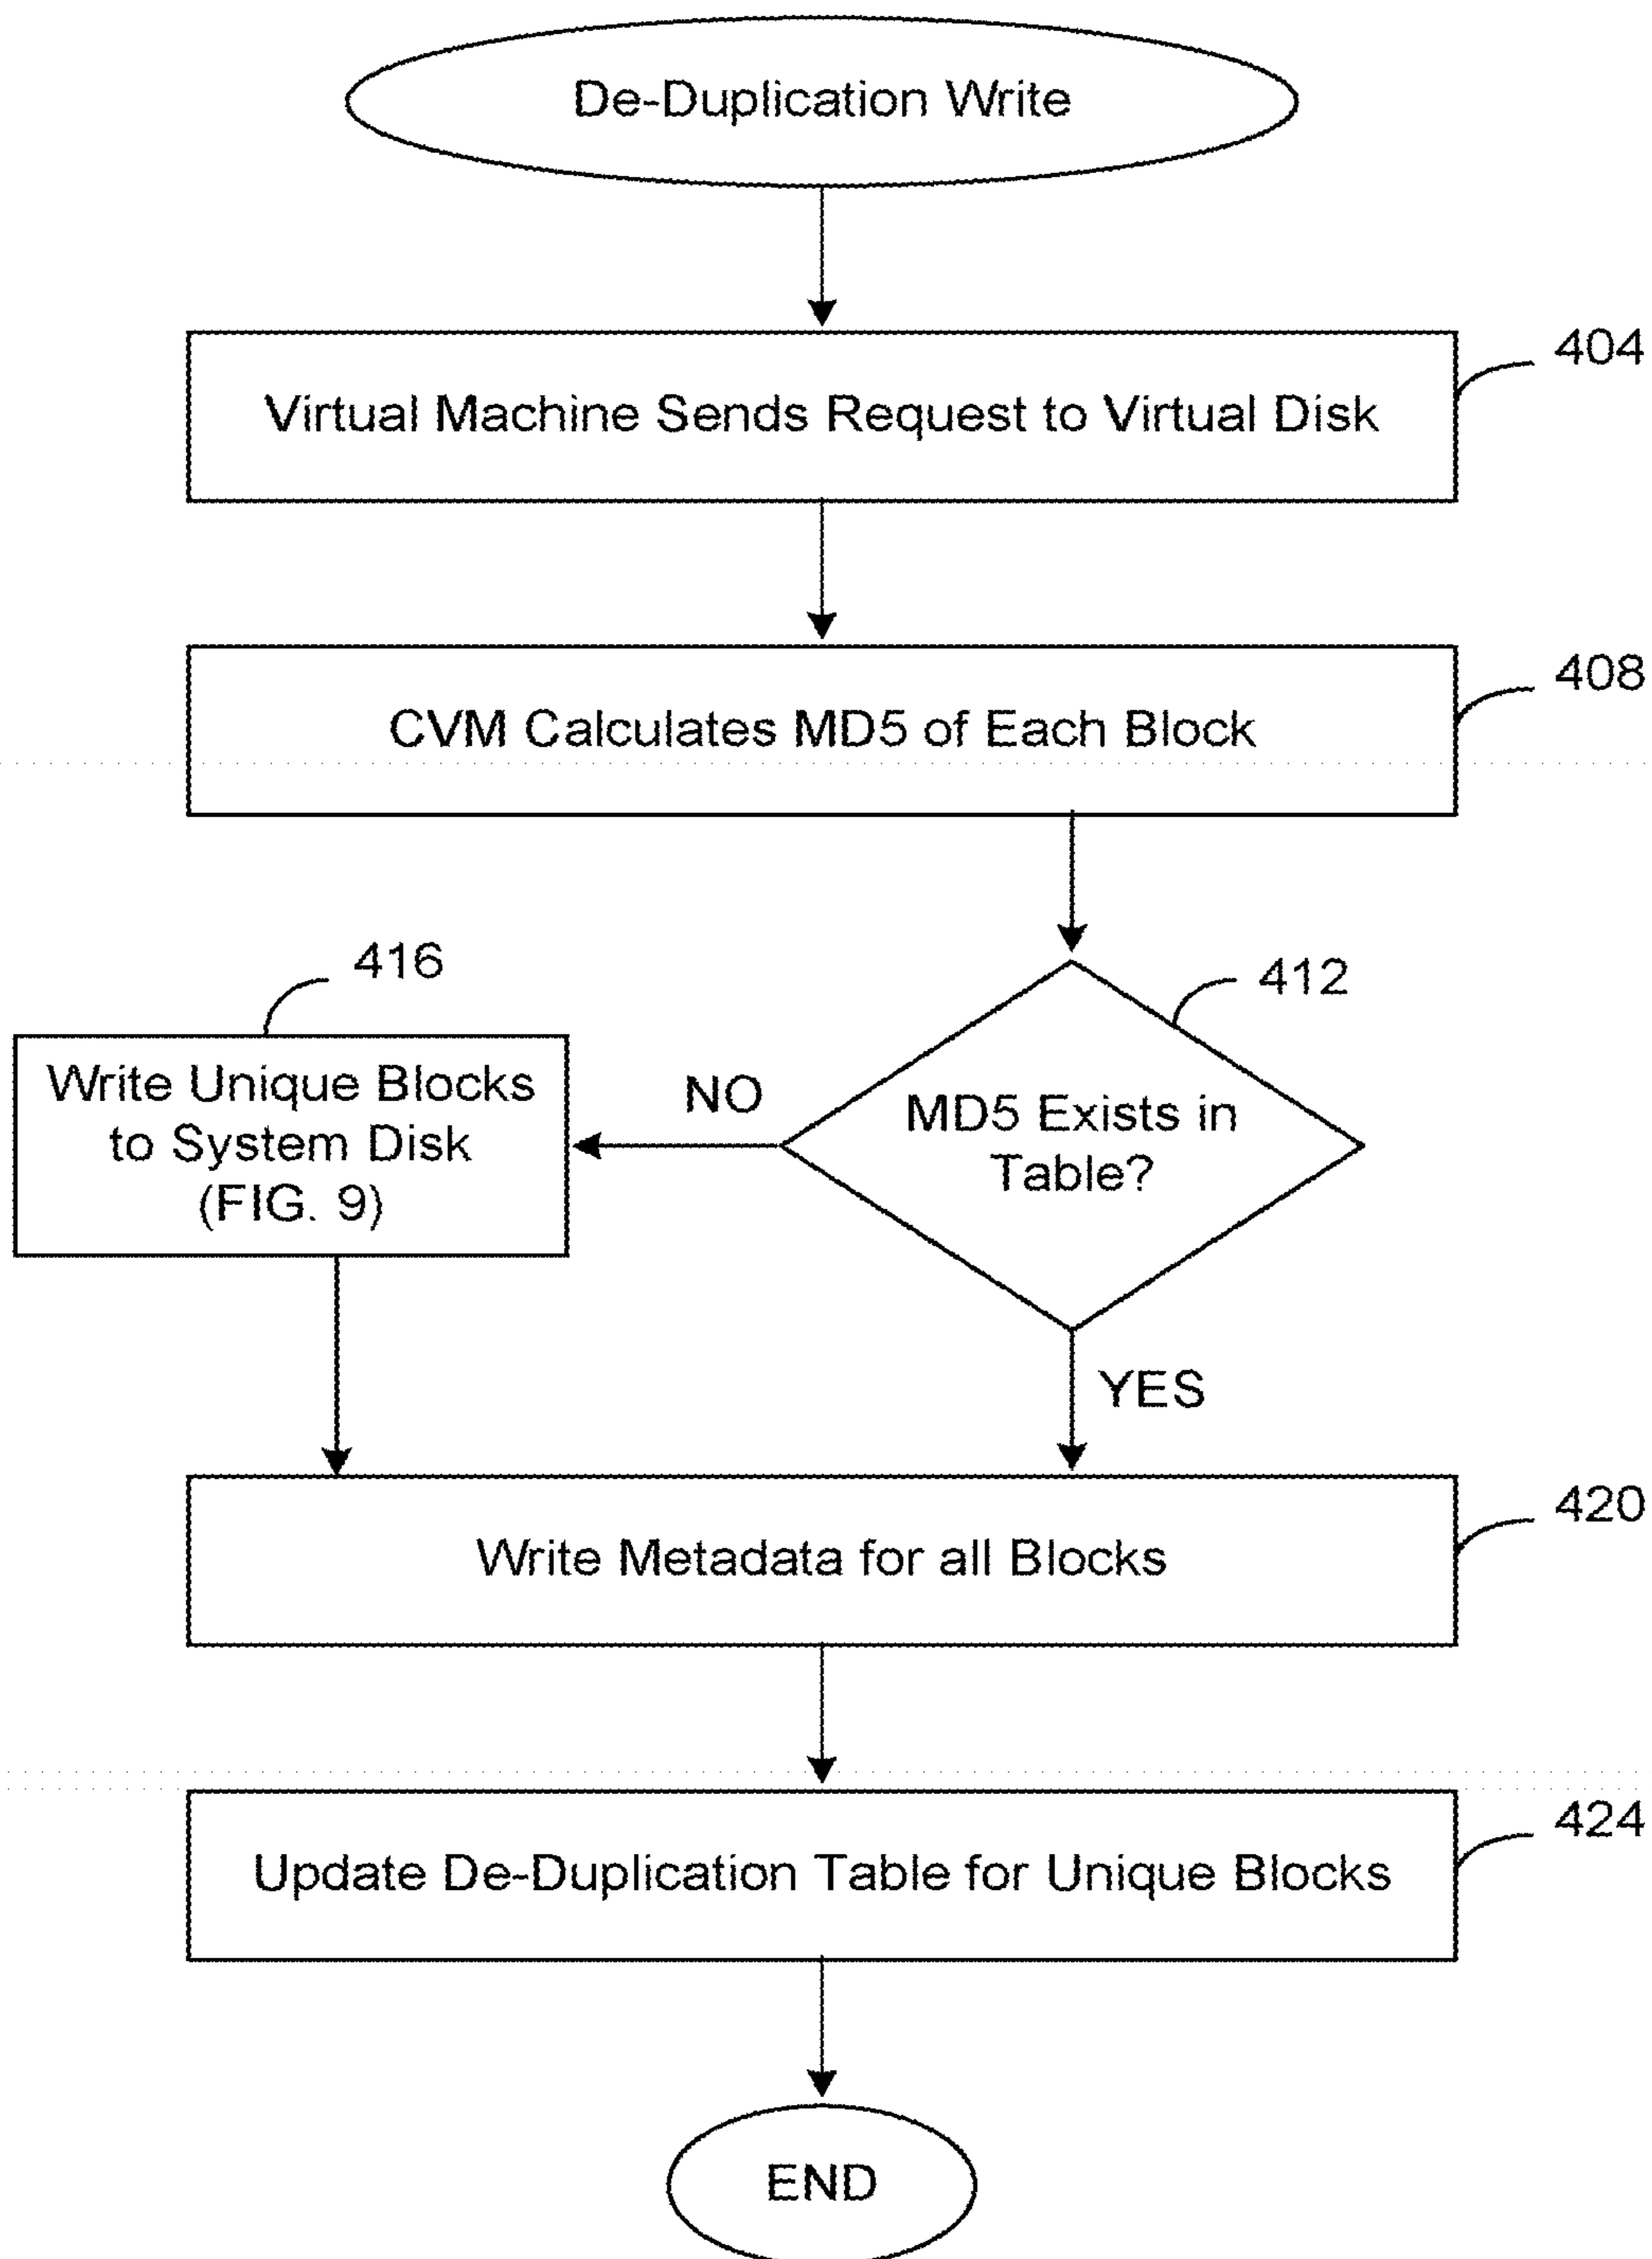 De-Duplication Write
404
Virtual Machine Sends Request to Virtual Disk
408
CVM Calculates MD5 of Each Block
416
412
Write Unique Blocks
to System Disk
(FIG. 9)
NO
MD5 Exists in
Table?
YES
420
Write Metadata for all Blocks
424
Update De-Duplication Table for Unique Blocks
END